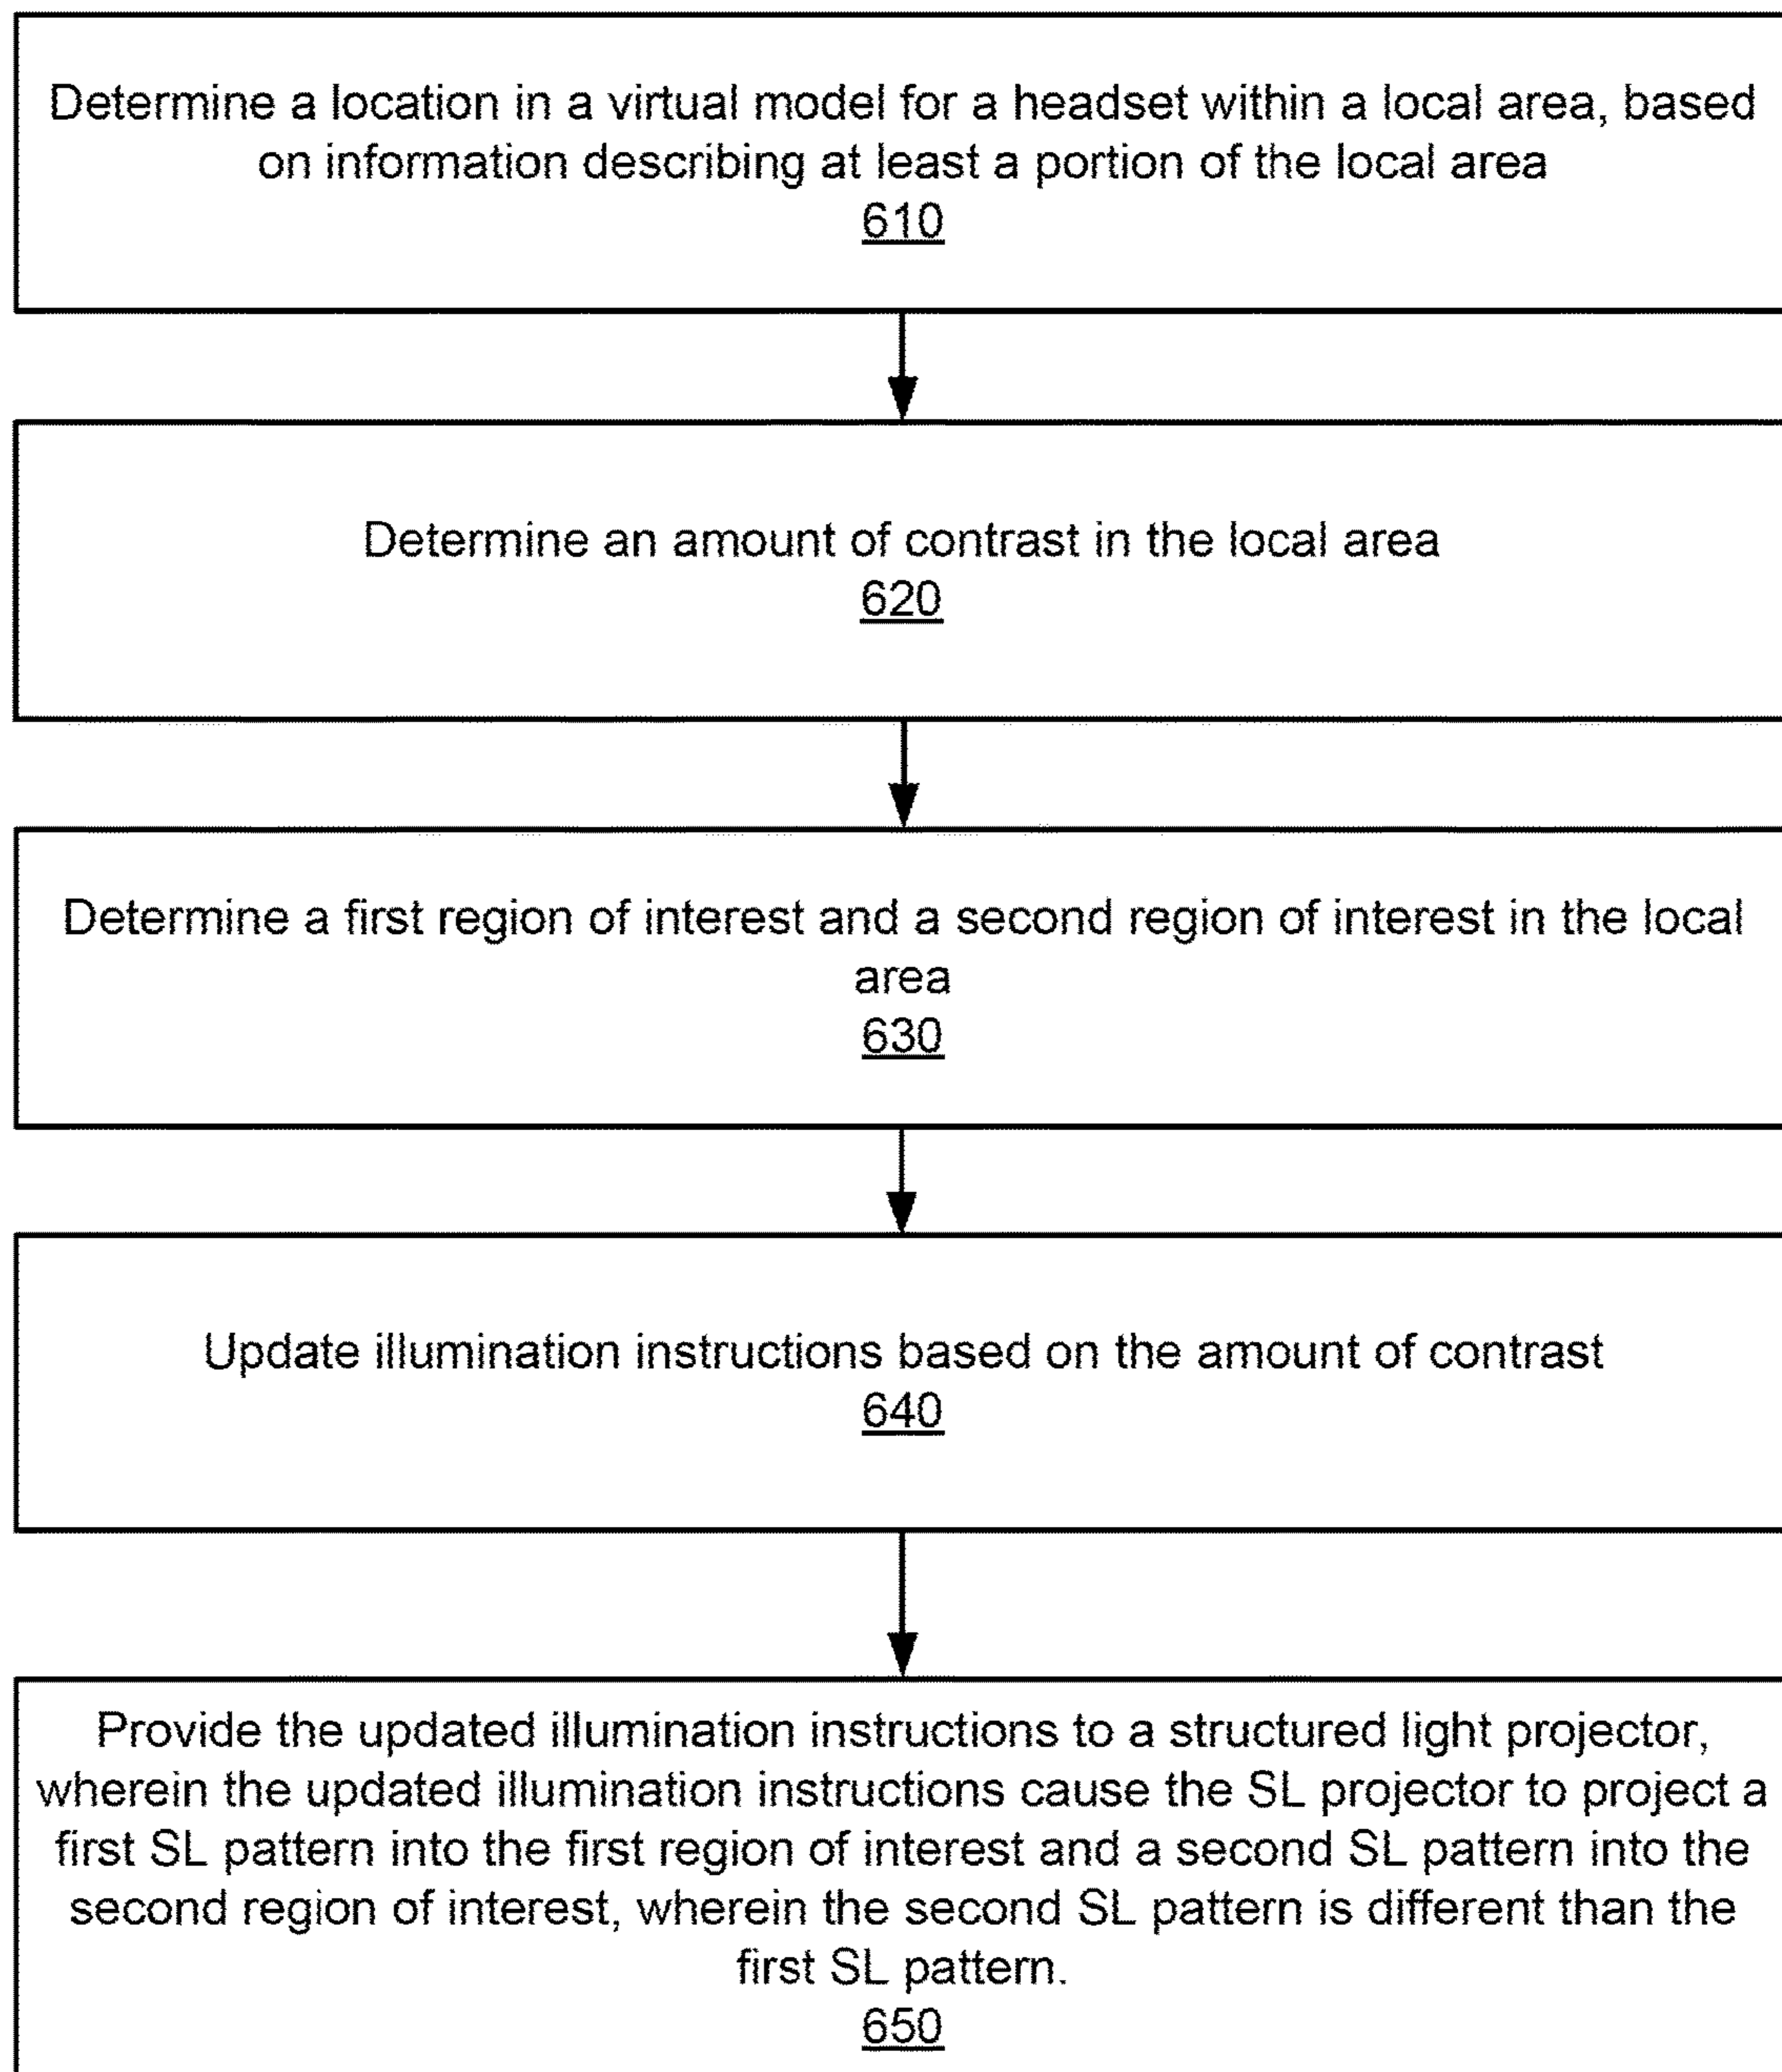 Determine a location in a virtual model for a headset within a local area, based
on information describing at least a portion of the local area
610
Determine an amount of contrast in the local area
620
Determine a first region of interest and a second region of interest in the local
area
630
Update illumination instructions based on the amount of contrast
640
Provide the updated illumination instructions to a structured light projector,
wherein the updated illumination instructions cause the SL projector to project a
first SL pattern into the first region of interest and a second SL pattern into the
second region of interest, wherein the second SL pattern is different than the
first SL pattern.
650